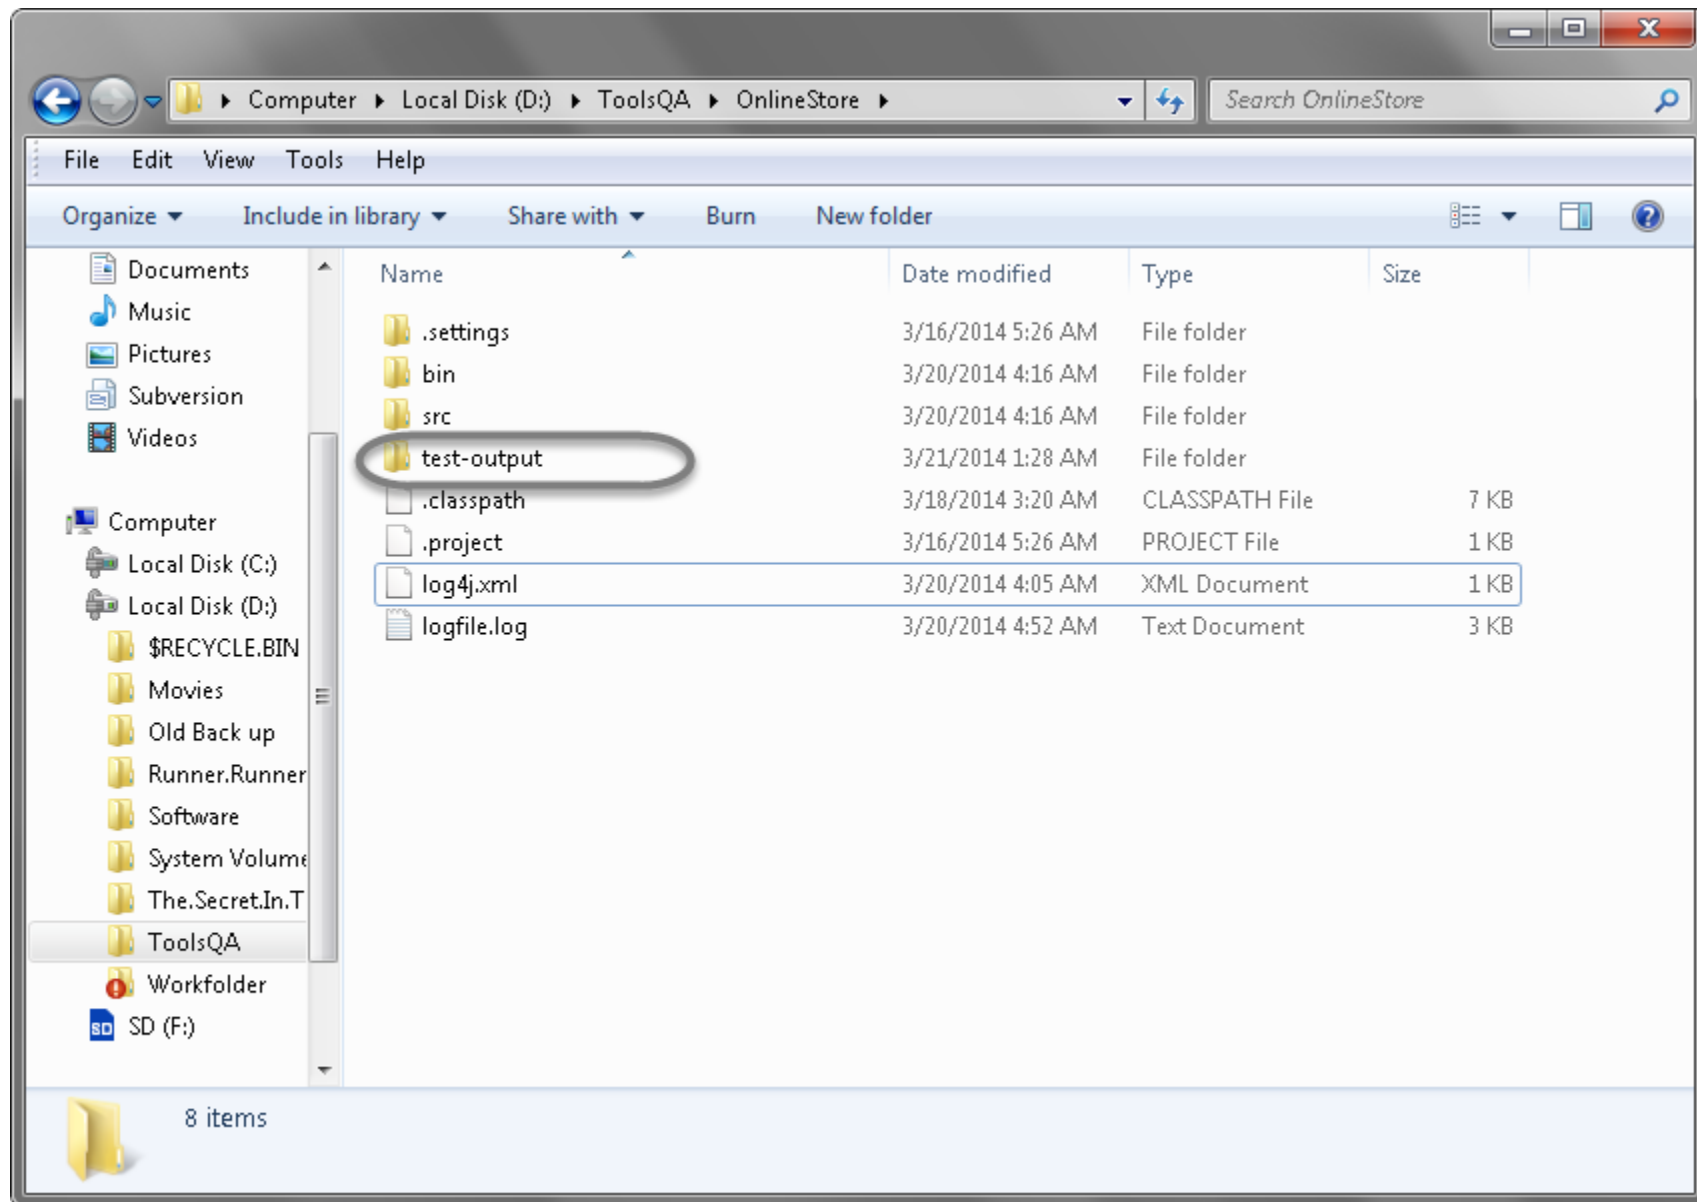 Computer Local Disk (D:) ToolsQA OnlineStore Search OnlineStore
File Edit View Tools Help
Organize Include in library Share with Burn New folder
Documents
Music
Pictures
Subversion
Videos
Computer
Local Disk (C:)
Local Disk (D:)
$RECYCLE.BIN
Movies
Old Back up
Runner.Runner
Software
System Volume
The.Secret.In.T
ToolsQA
Workfolder
SD SD (F:)
Name Date modified Type Size
.settings 3/16/2014 5:26 AM File folder
bin 3/20/2014 4:16 AM File folder
src 3/20/2014 4:16 AM File folder
test-output 3/21/2014 1:28 AM File folder
.classpath 3/18/2014 3:20 AM CLASSPATH File 7 KB
.project 3/16/2014 5:26 AM PROJECT File 1 KB
log4j.xml 3/20/2014 4:05 AM XML Document 1 KB
logfile.log 3/20/2014 4:52 AM Text Document 3 KB
8 items